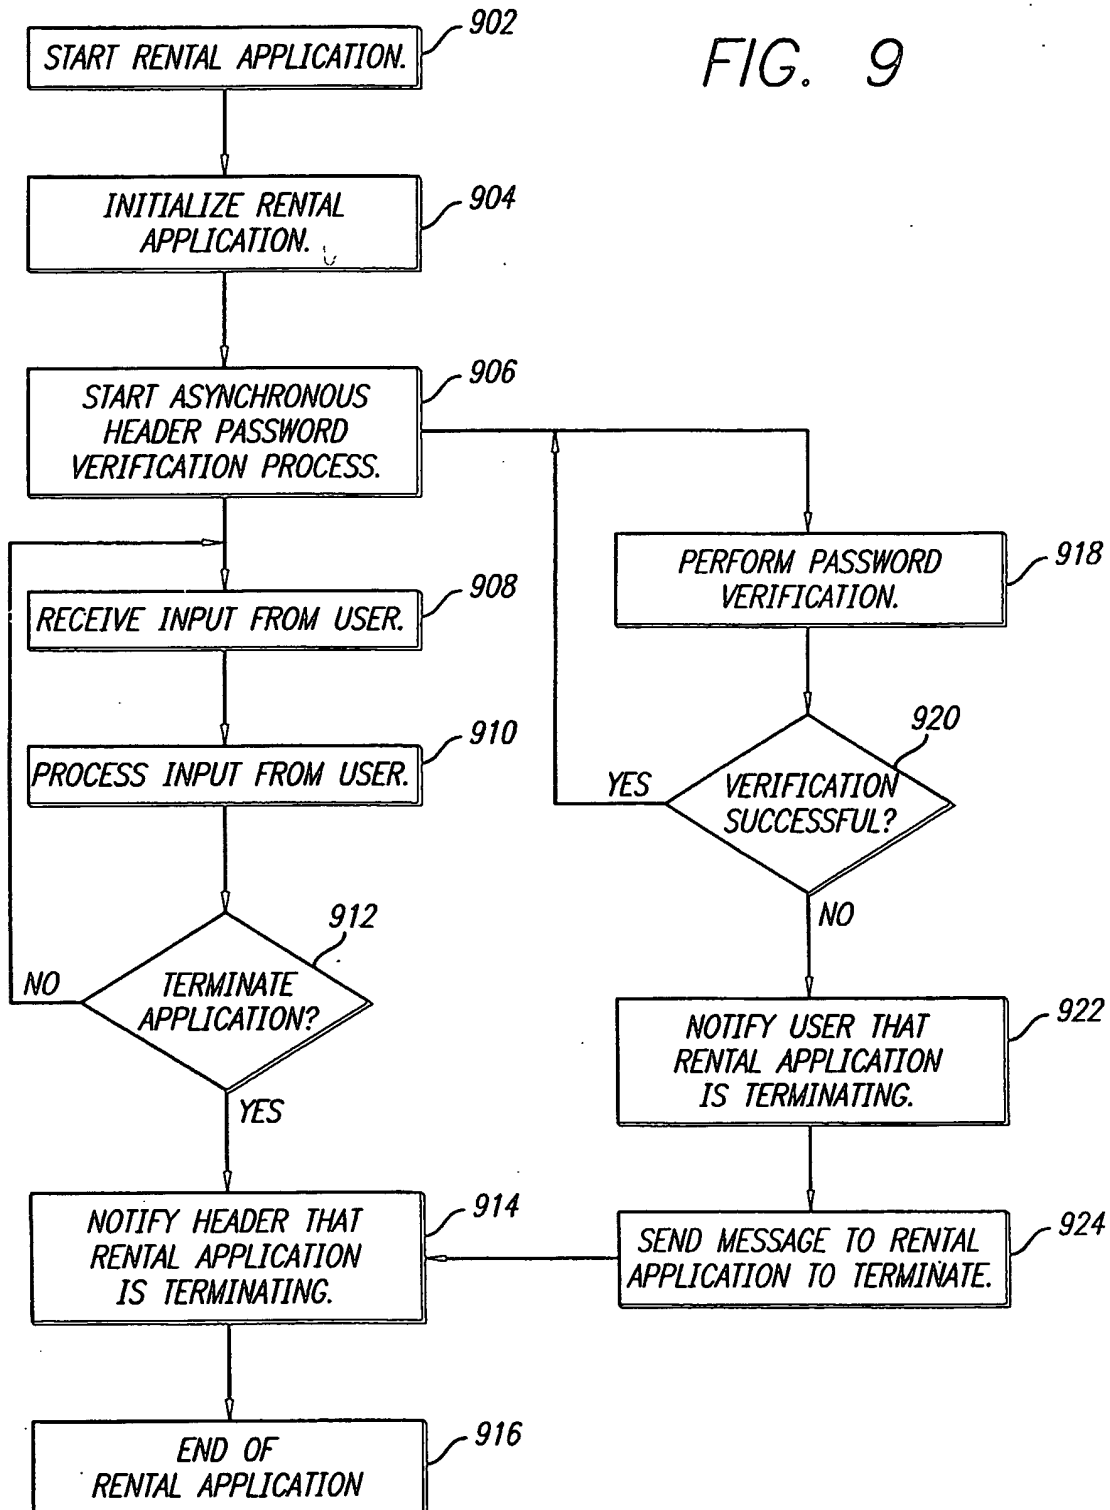 FIG. 9
902
START RENTAL APPLICATION.
904
INITIALIZE RENTAL
APPLICATION.
906
START ASYNCHRONOUS
HEADER PASSWORD
VERIFICATION PROCESS.
908
RECEIVE INPUT FROM USER.
910
PROCESS INPUT FROM USER.
912
TERMINATE
APPLICATION?
NO
YES
914
NOTIFY HEADER THAT
RENTAL APPLICATION
IS TERMINATING.
916
END OF
RENTAL APPLICATION
918
PERFORM PASSWORD
VERIFICATION.
920
VERIFICATION
SUCCESSFUL?
YES
NO
922
NOTIFY USER THAT
RENTAL APPLICATION
IS TERMINATING.
924
SEND MESSAGE TO RENTAL
APPLICATION TO TERMINATE.